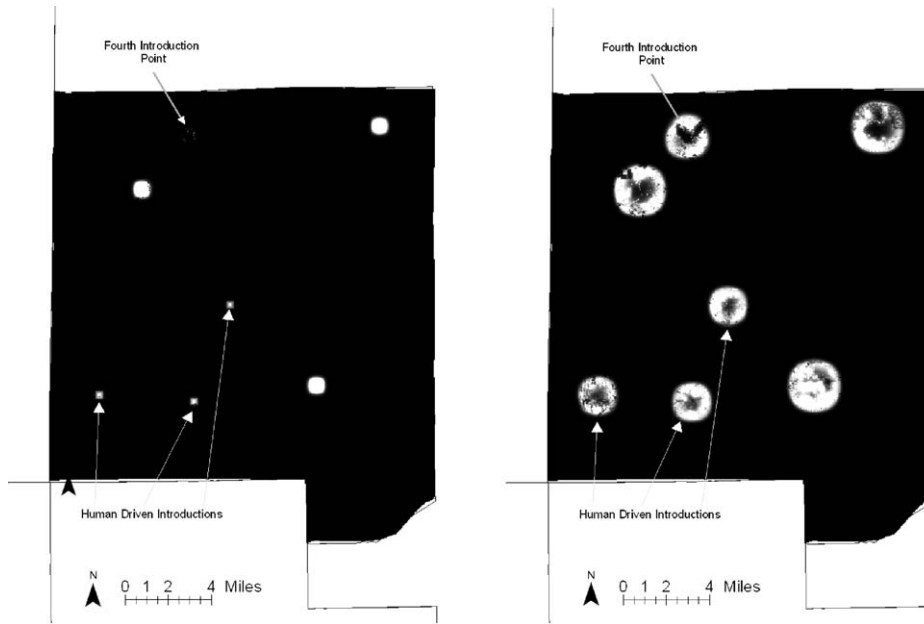 Fourth Introduction
Point
Human Driven Introductions
N
0 1 2 4 Miles
Fourth Introduction
Point
Human Driven Introductions
N
0 1 2 4 Miles